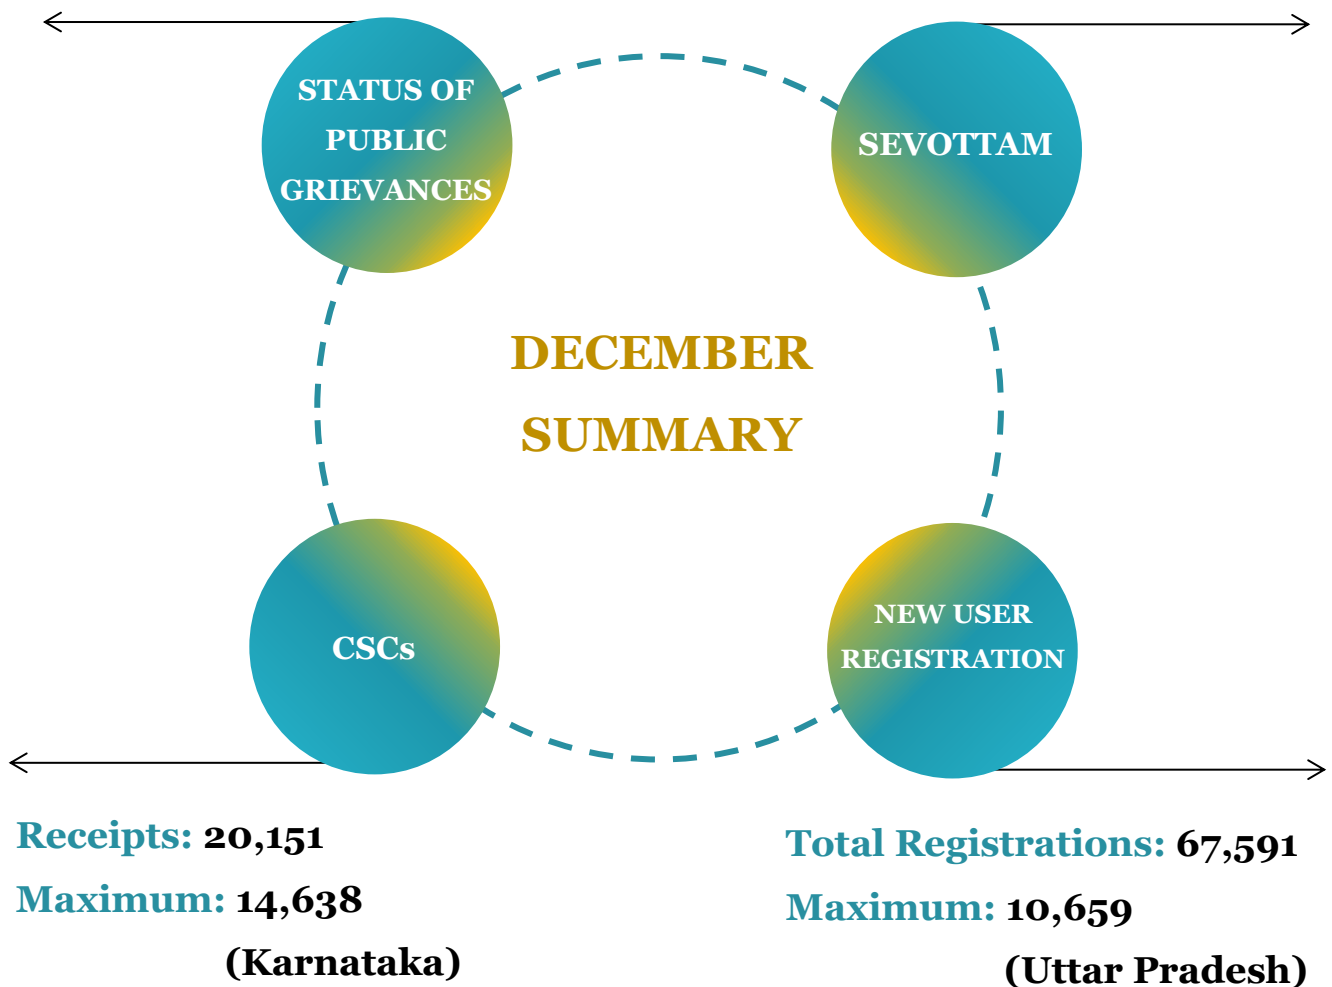 STATUS OF
PUBLIC
GRIEVANCES
SEVOTTAM
DECEMBER
SUMMARY
CSCs
NEW USER
REGISTRATION
Receipts: 20,151
Maximum: 14,638
(Karnataka)
Total Registrations: 67,591
Maximum: 10,659
(Uttar Pradesh)